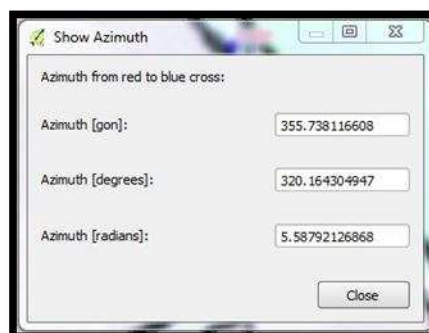 Show Azimuth
Azimuth from red to blue cross:
Azimuth [gon]: 355.738116608
Azimuth [degrees]: 320.164304947
Azimuth [radians]: 5.58792126868
Close